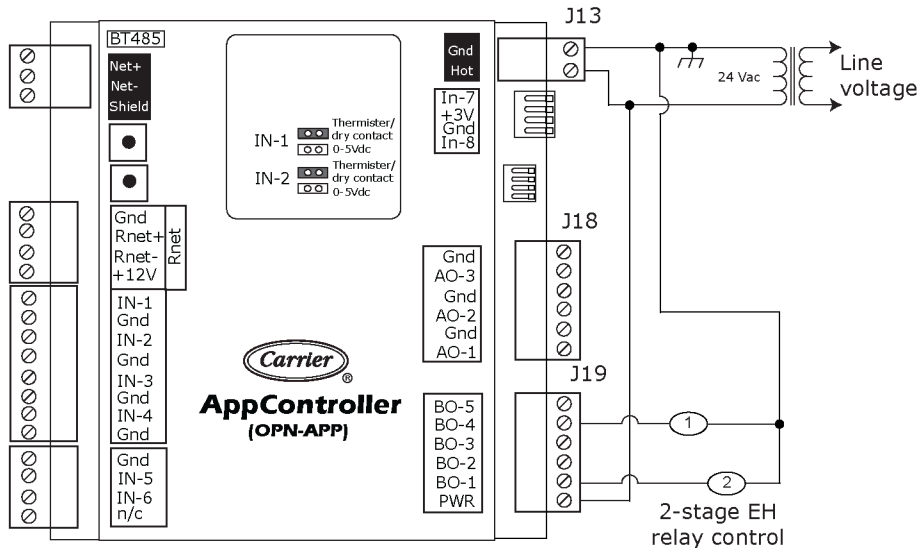 J13
BT485
Net+
Net-
Shield
Gnd
Hot
In-7
+3V
Gnd
In-8
24 Vac
Line
voltage
IN-1
Thermister/
dry contact
0-5Vdc
IN-2
Thermister/
dry contact
0-5Vdc
Gnd
Rnet+
Rnet-
+12V
Rnet
J18
Gnd
AO-3
Gnd
AO-2
Gnd
AO-1
IN-1
Gnd
IN-2
Gnd
IN-3
Gnd
IN-4
Gnd
Carrier
®
AppController
(OPN-APP)
J19
BO-5
BO-4
BO-3
BO-2
BO-1
PWR
1
2
Gnd
IN-5
IN-6
n/c
2-stage EH
relay control